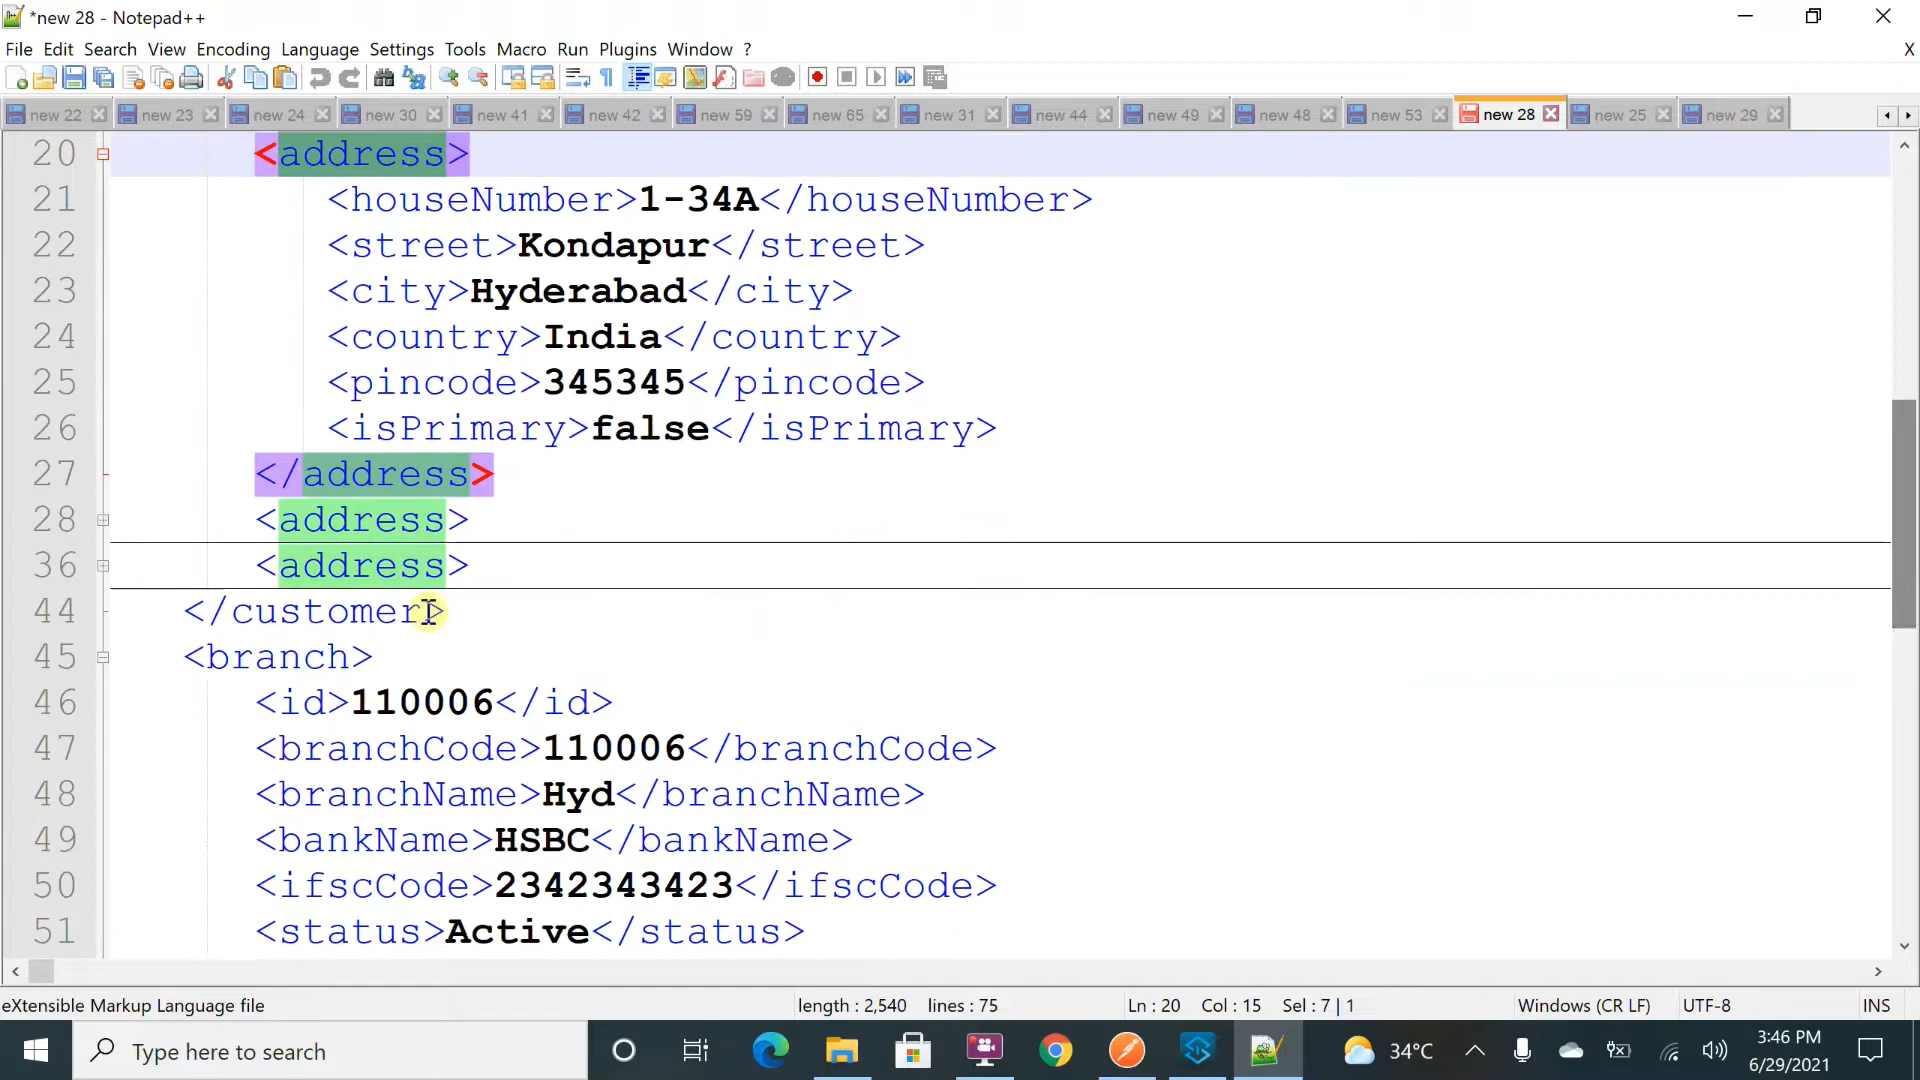 *new 28 - Notepad++
File Edit Search View Encoding Language Settings Tools Macro Run Plugins Window ? X
new 22 new 23 new 24 new 30 new 41 new 42 new 59 new 65 new 31 new 44 new 49 new 48 new 53 new 28 new 25 new 29
20 <address>
21 <houseNumber>1-34A</houseNumber>
22 <street>Kondapur</street>
23 <city>Hyderabad</city>
24 <country>India</country>
25 <pincode>345345</pincode>
26 <isPrimary>false</isPrimary>
27 </address>
28 <address>
36 <address>
44 </customer>
45 <branch>
46 <id>110006</id>
47 <branchCode>110006</branchCode>
48 <branchName>Hyd</branchName>
49 <bankName>HSBC</bankName>
50 <ifscCode>2342343423</ifscCode>
51 <status>Active</status>
eXtensible Markup Language file length : 2,540 lines : 75 Ln : 20 Col : 15 Sel : 7 | 1 Windows (CR LF) UTF-8 INS
Type here to search 34°C 3:46 PM
6/29/2021